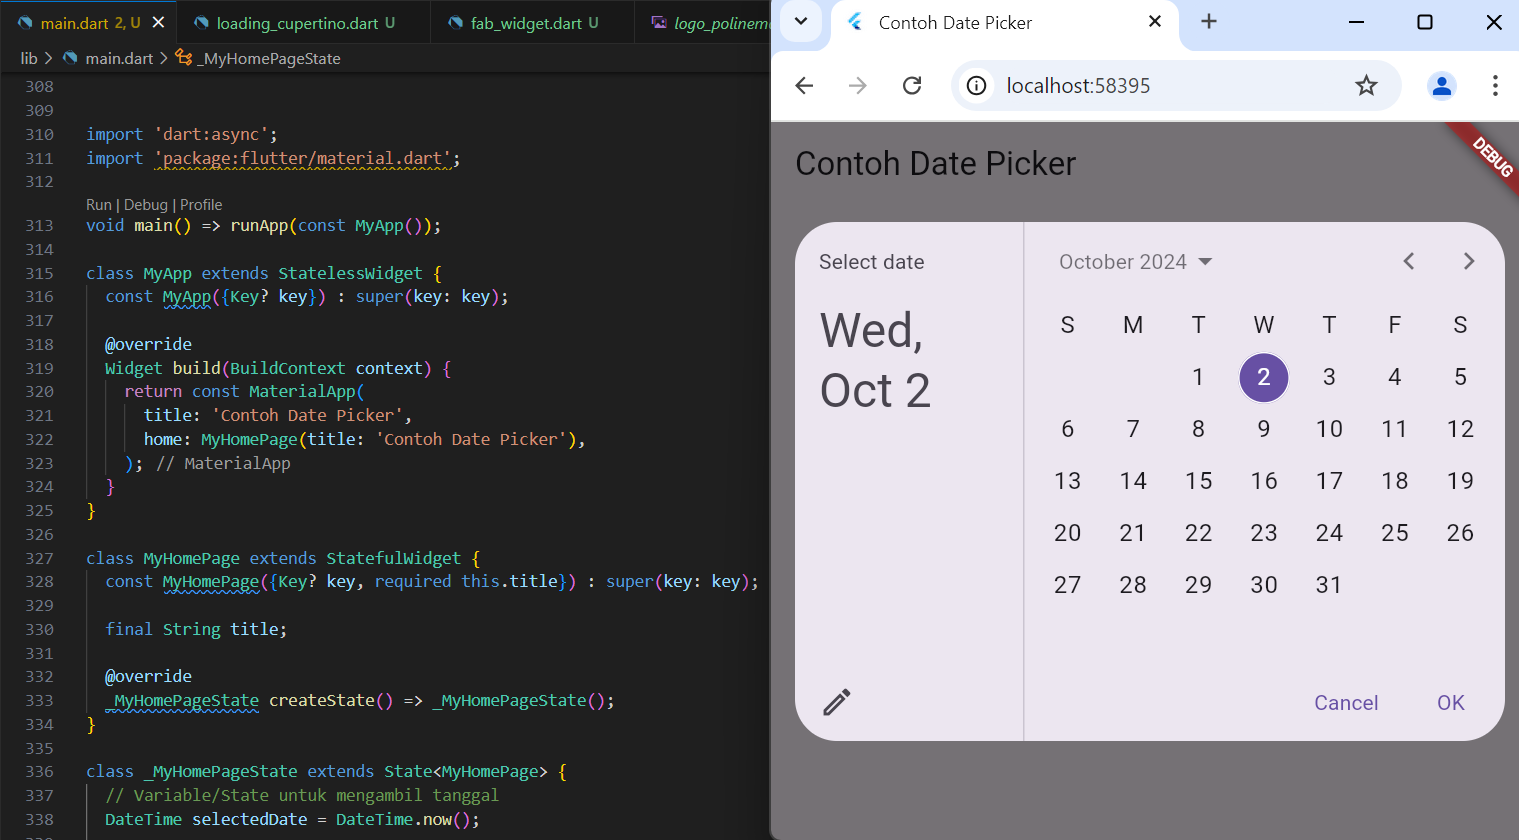 main.dart 2, U
loading_cupertino.dart U
fab_widget.dart U
lib > main.dart > _MyHomePageState
308
309
310 import 'dart:async';
311 import 'package:flutter/material.dart';
312
Run | Debug | Profile
313 void main() => runApp(const MyApp());
314
315 class MyApp extends StatelessWidget {
316 const MyApp({Key? key}) : super(key: key);
317
318 @override
319 Widget build(BuildContext context) {
320 return const MaterialApp(
321 title: 'Contoh Date Picker',
322 home: MyHomePage(title: 'Contoh Date Picker'),
323 ); // MaterialApp
324 }
325 }
326
327 class MyHomePage extends StatefulWidget {
328 const MyHomePage({Key? key, required this.title}) : super(key: key);
329
330 final String title;
331
332 @override
333 _MyHomePageState createState() => _MyHomePageState();
334 }
335
336 class _MyHomePageState extends State<MyHomePage> {
337 // Variable/State untuk mengambil tanggal
338 DateTime selectedDate = DateTime.now();
Contoh Date Picker
localhost:58395
Contoh Date Picker
DEBUG
Select date
Wed,
Oct 2
October 2024
S M T W T F S
1 2 3 4 5
6 7 8 9 10 11 12
13 14 15 16 17 18 19
20 21 22 23 24 25 26
27 28 29 30 31
Cancel OK